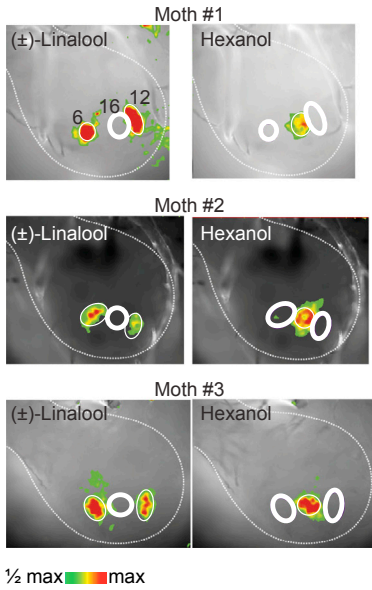 Moth #1
(±)-Linalool
Hexanol
6 16 12
Moth #2
(±)-Linalool
Hexanol
Moth #3
(±)-Linalool
Hexanol
½ max max